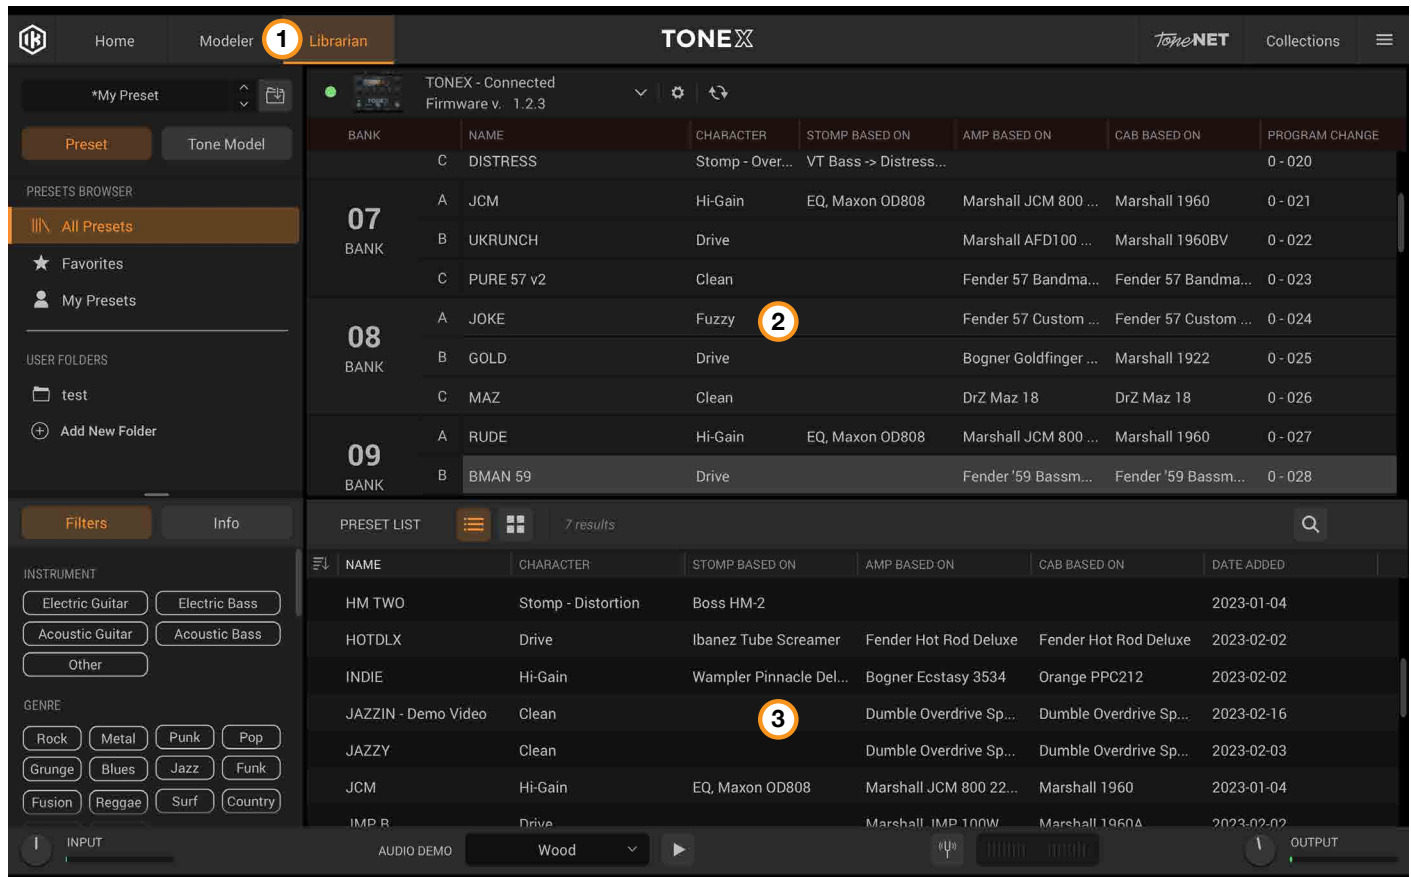 Home Modeler 1 Librarian TONEX ToneNET Collections
*My Preset
Preset Tone Model
PRESETS BROWSER
All Presets
Favorites
My Presets
USER FOLDERS
test
Add New Folder
TONEX - Connected
Firmware v. 1.2.3
BANK NAME CHARACTER STOMP BASED ON AMP BASED ON CAB BASED ON PROGRAM CHANGE
C DISTRESS Stomp - Over... VT Bass -> Distress... 0 - 020
07 BANK
A JCM Hi-Gain EQ, Maxon OD808 Marshall JCM 800 ... Marshall 1960 0 - 021
B UKRUNCH Drive Marshall AFD100 ... Marshall 1960BV 0 - 022
C PURE 57 v2 Clean Fender 57 Bandma... Fender 57 Bandma... 0 - 023
08 BANK
A JOKE Fuzzy 2 Fender 57 Custom ... Fender 57 Custom ... 0 - 024
B GOLD Drive Bogner Goldfinger ... Marshall 1922 0 - 025
C MAZ Clean DrZ Maz 18 DrZ Maz 18 0 - 026
09 BANK
A RUDE Hi-Gain EQ, Maxon OD808 Marshall JCM 800 ... Marshall 1960 0 - 027
B BMAN 59 Drive Fender '59 Bassm... Fender '59 Bassm... 0 - 028
Filters Info
INSTRUMENT
Electric Guitar Electric Bass
Acoustic Guitar Acoustic Bass
Other
GENRE
Rock Metal Punk Pop
Grunge Blues Jazz Funk
Fusion Reggae Surf Country
PRESET LIST 7 results
NAME CHARACTER STOMP BASED ON AMP BASED ON CAB BASED ON DATE ADDED
HM TWO Stomp - Distortion Boss HM-2 2023-01-04
HOTDLX Drive Ibanez Tube Screamer Fender Hot Rod Deluxe Fender Hot Rod Deluxe 2023-02-02
INDIE Hi-Gain Wampler Pinnacle Del... Bogner Ecstasy 3534 Orange PPC212 2023-02-02
JAZZIN - Demo Video Clean 3 Dumble Overdrive Sp... Dumble Overdrive Sp... 2023-02-16
JAZZY Clean Dumble Overdrive Sp... Dumble Overdrive Sp... 2023-02-03
JCM Hi-Gain EQ, Maxon OD808 Marshall JCM 800 22... Marshall 1960 2023-01-04
JMP B Drive Marshall JMP 100W Marshall 1960A 2023-02-02
INPUT AUDIO DEMO Wood OUTPUT